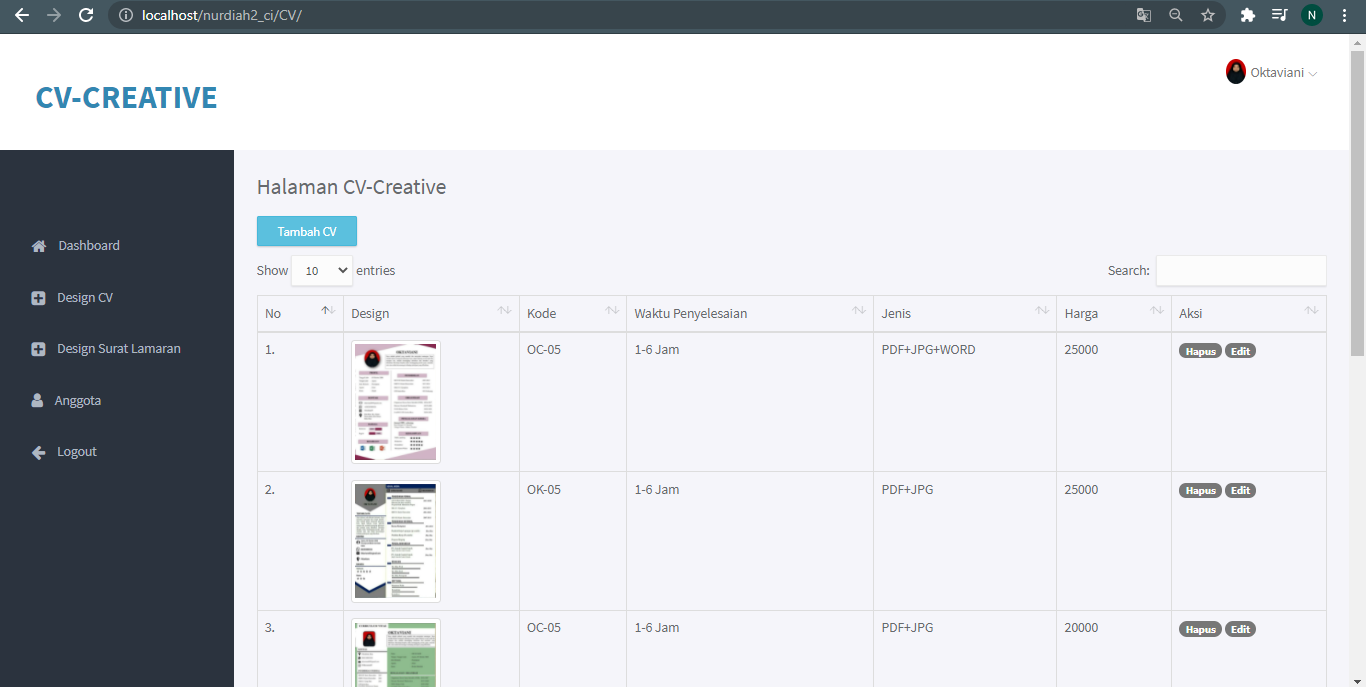 localhost/nurdiah2_ci/CV/
N
Oktaviani
CV-CREATIVE
Dashboard
Design CV
Design Surat Lamaran
Anggota
Logout
Halaman CV-Creative
Tambah CV
Show 10 entries
Search:
No Design Kode Waktu Penyelesaian Jenis Harga Aksi
1. OC-05 1-6 Jam PDF+JPG+WORD 25000 Hapus Edit
2. OK-05 1-6 Jam PDF+JPG 25000 Hapus Edit
3. OC-05 1-6 Jam PDF+JPG 20000 Hapus Edit